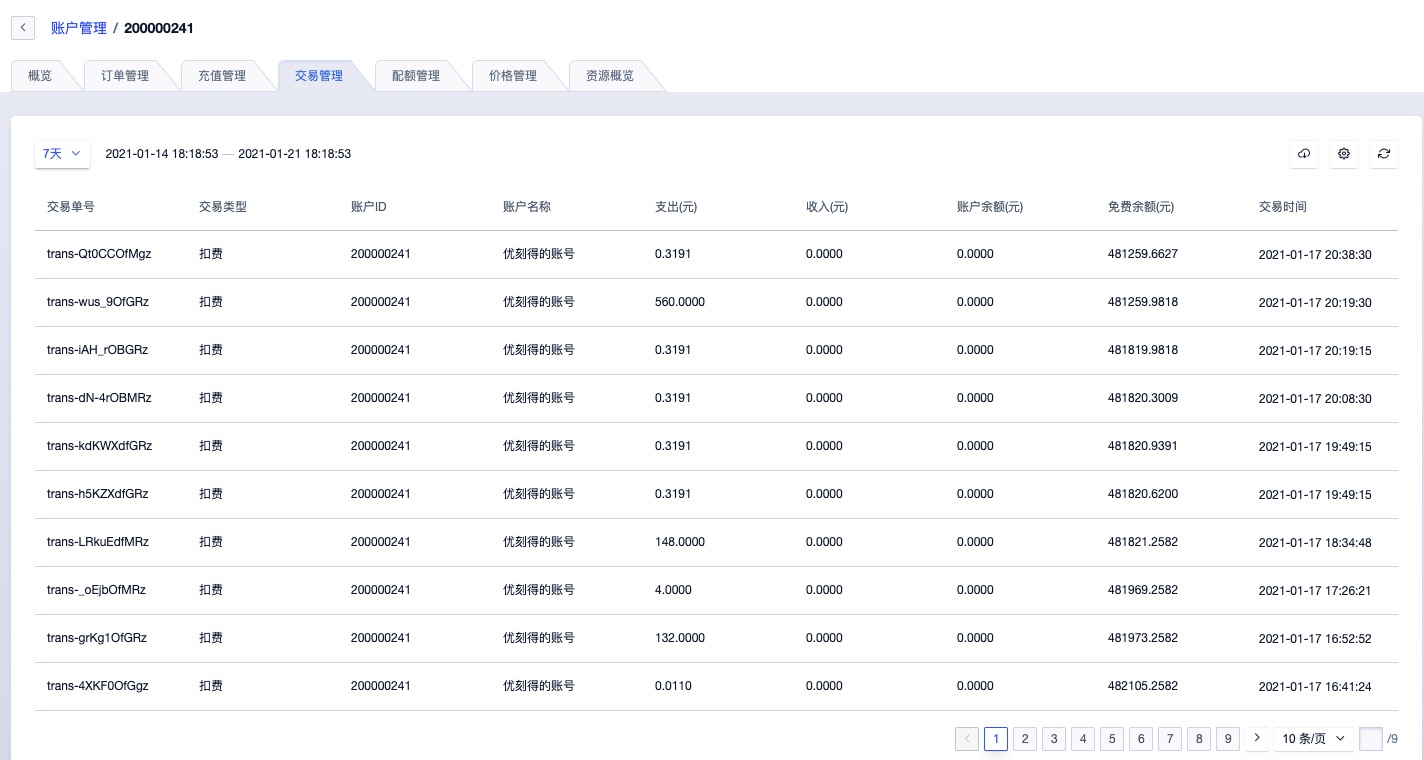 账户管理 / 200000241
概览 订单管理 充值管理 交易管理 配额管理 价格管理 资源概览
7天 2021-01-14 18:18:53 — 2021-01-21 18:18:53
交易单号 交易类型 账户ID 账户名称 支出(元) 收入(元) 账户余额(元) 免费余额(元) 交易时间
trans-Qt0CCOfMgz 扣费 200000241 优刻得的账号 0.3191 0.0000 0.0000 481259.6627 2021-01-17 20:38:30
trans-wus_9OfGRz 扣费 200000241 优刻得的账号 560.0000 0.0000 0.0000 481259.9818 2021-01-17 20:19:30
trans-iAH_rOBGRz 扣费 200000241 优刻得的账号 0.3191 0.0000 0.0000 481819.9818 2021-01-17 20:19:15
trans-dN-4rOBMRz 扣费 200000241 优刻得的账号 0.3191 0.0000 0.0000 481820.3009 2021-01-17 20:08:30
trans-kdKWXdfGRz 扣费 200000241 优刻得的账号 0.3191 0.0000 0.0000 481820.9391 2021-01-17 19:49:15
trans-h5KZXdfGRz 扣费 200000241 优刻得的账号 0.3191 0.0000 0.0000 481820.6200 2021-01-17 19:49:15
trans-LRkuEdfMRz 扣费 200000241 优刻得的账号 148.0000 0.0000 0.0000 481821.2582 2021-01-17 18:34:48
trans-_oEjbOfMRz 扣费 200000241 优刻得的账号 4.0000 0.0000 0.0000 481969.2582 2021-01-17 17:26:21
trans-grKg1OfGRz 扣费 200000241 优刻得的账号 132.0000 0.0000 0.0000 481973.2582 2021-01-17 16:52:52
trans-4XKF0OfGgz 扣费 200000241 优刻得的账号 0.0110 0.0000 0.0000 482105.2582 2021-01-17 16:41:24
1 2 3 4 5 6 7 8 9 10 条/页 /9